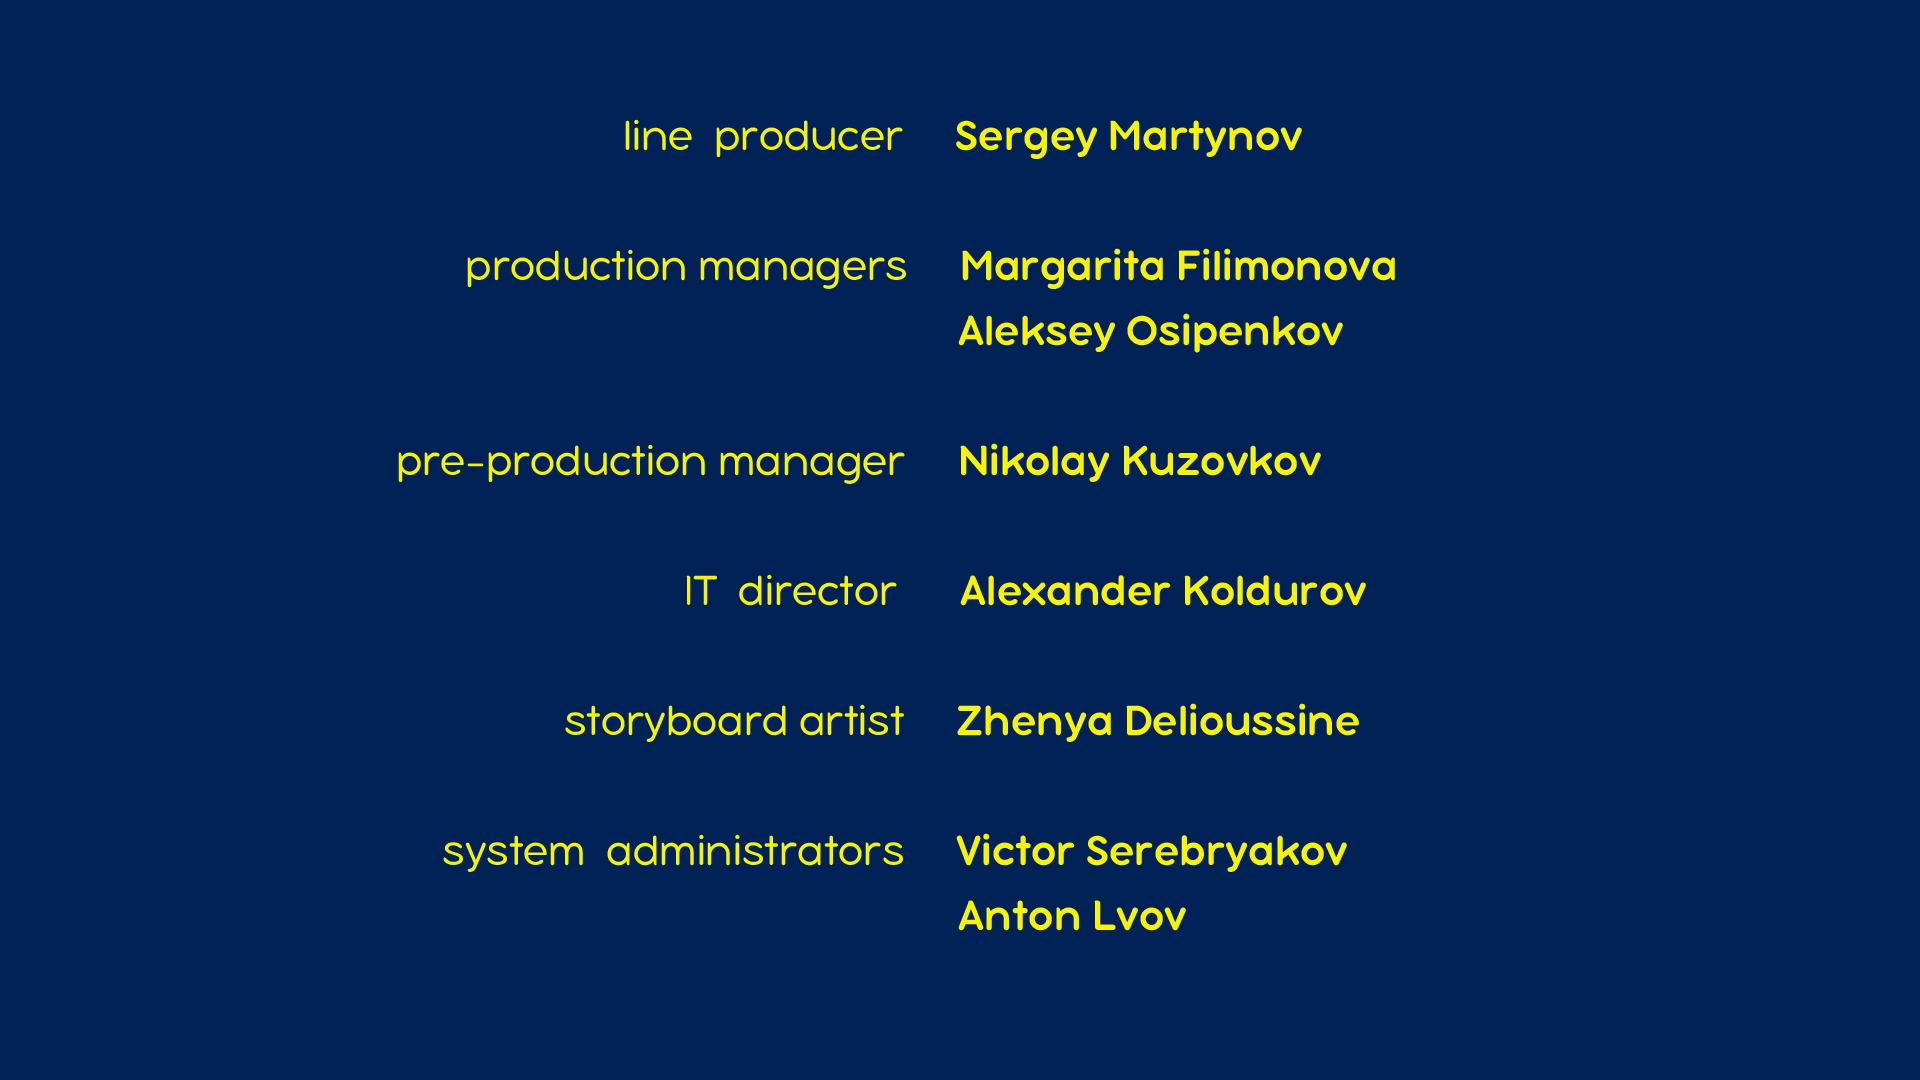 line producer Sergey Martynov
production managers Margarita Filimonova
Aleksey Osipenkov
pre-production manager Nikolay Kuzovkov
IT director Alexander Koldurov
storyboard artist Zhenya Delioussine
system administrators Victor Serebryakov
Anton Lvov